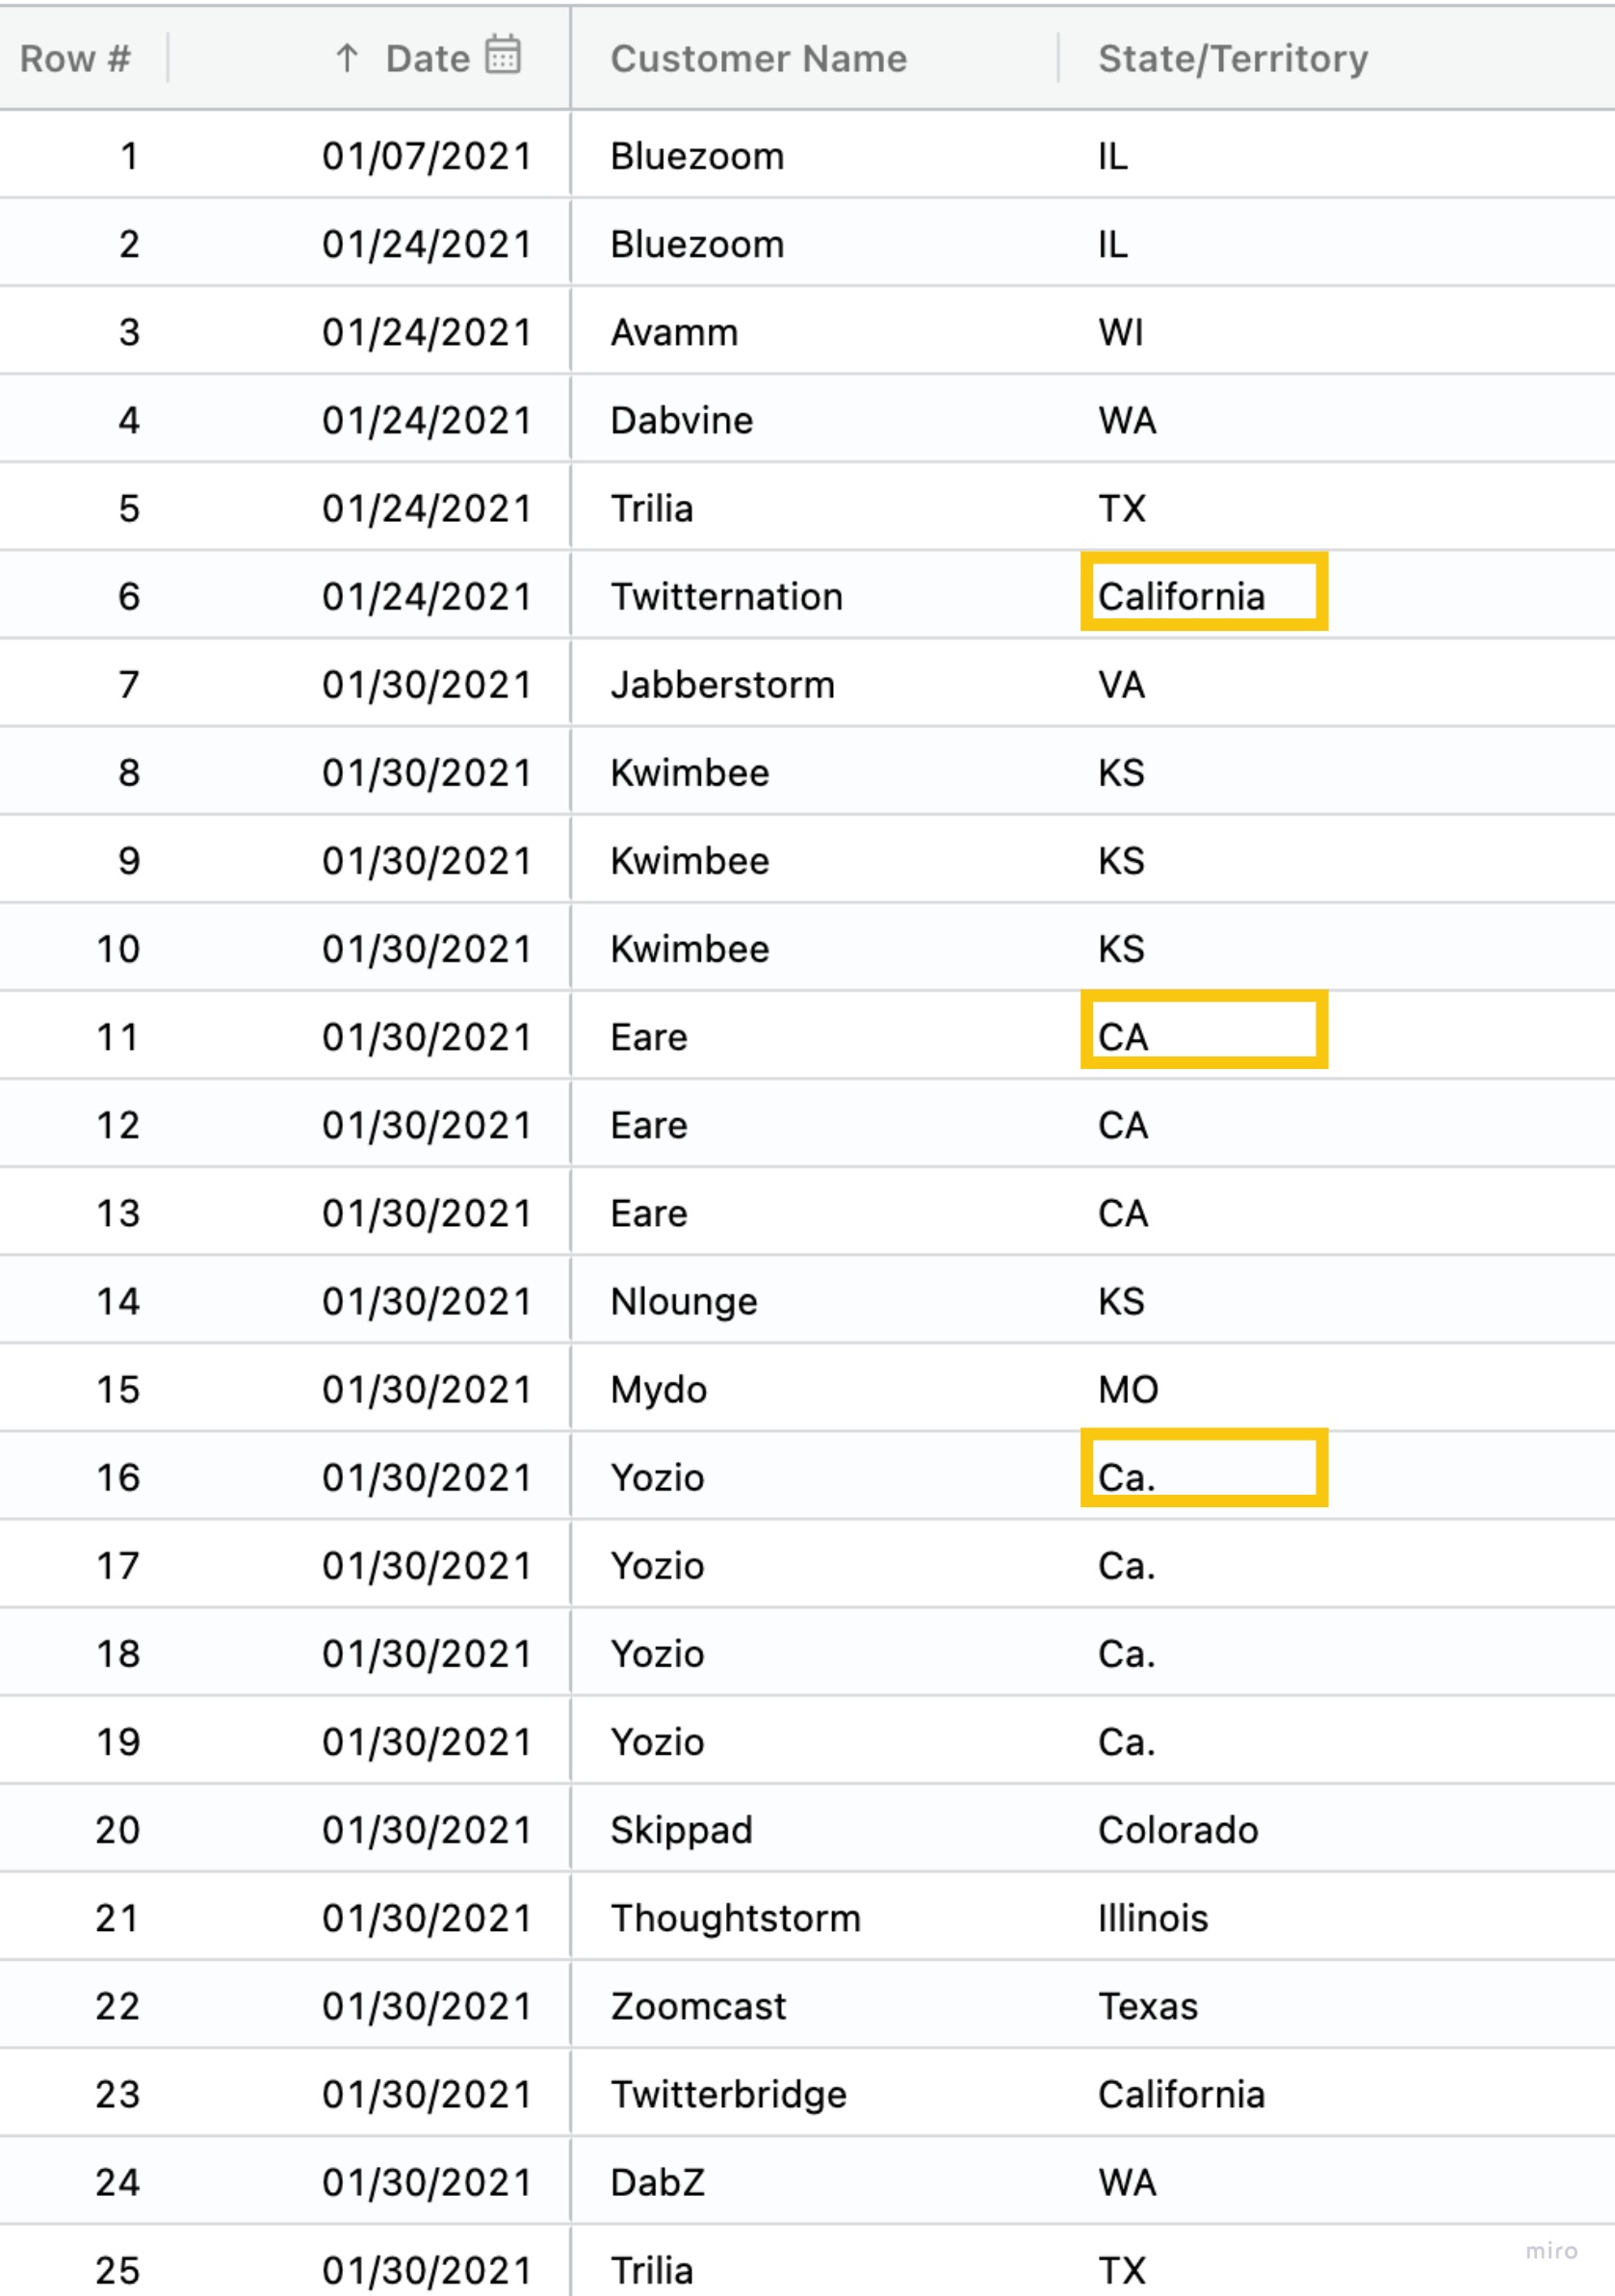 Row # ↑ Date Customer Name State/Territory
1 01/07/2021 Bluezoom IL
2 01/24/2021 Bluezoom IL
3 01/24/2021 Avamm WI
4 01/24/2021 Dabvine WA
5 01/24/2021 Trilia TX
6 01/24/2021 Twitternation California
7 01/30/2021 Jabberstorm VA
8 01/30/2021 Kwimbee KS
9 01/30/2021 Kwimbee KS
10 01/30/2021 Kwimbee KS
11 01/30/2021 Eare CA
12 01/30/2021 Eare CA
13 01/30/2021 Eare CA
14 01/30/2021 Nlounge KS
15 01/30/2021 Mydo MO
16 01/30/2021 Yozio Ca.
17 01/30/2021 Yozio Ca.
18 01/30/2021 Yozio Ca.
19 01/30/2021 Yozio Ca.
20 01/30/2021 Skippad Colorado
21 01/30/2021 Thoughtstorm Illinois
22 01/30/2021 Zoomcast Texas
23 01/30/2021 Twitterbridge California
24 01/30/2021 DabZ WA
25 01/30/2021 Trilia TX
miro